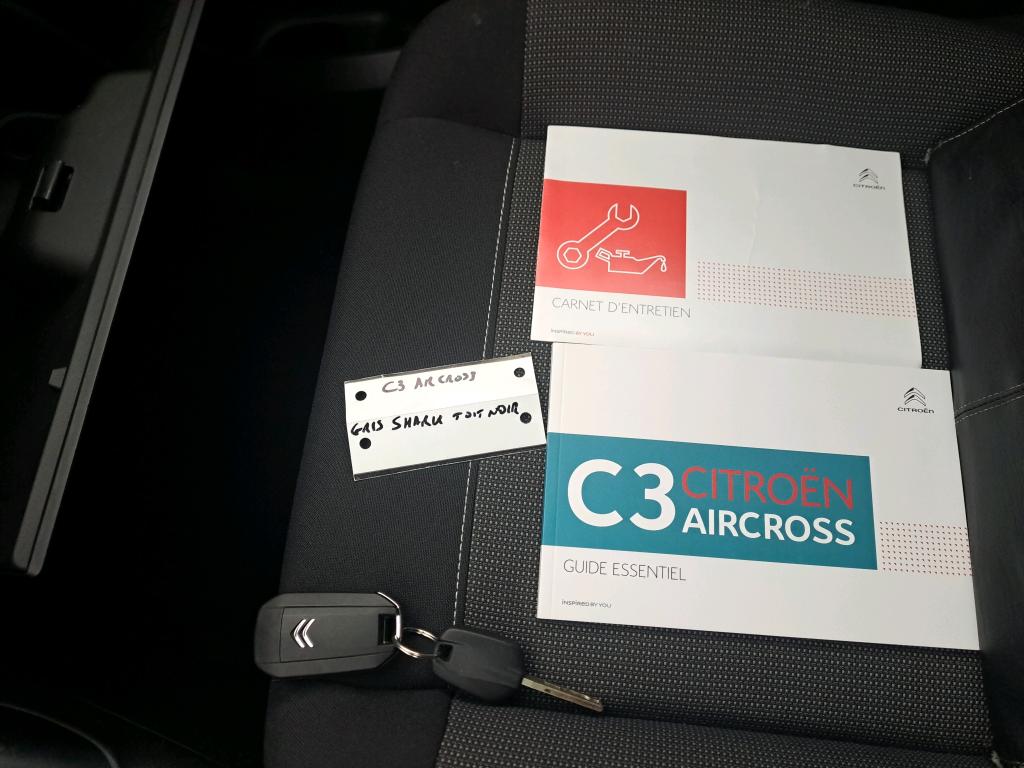 CITROËN
CARNET D'ENTRETIEN
INSPIRED BY YOU
C3 AIRCROSS
GRIS SHARK TOIT NOIR
CITROËN
C3 CITROËN
AIRCROSS
GUIDE ESSENTIEL
INSPIRED BY YOU